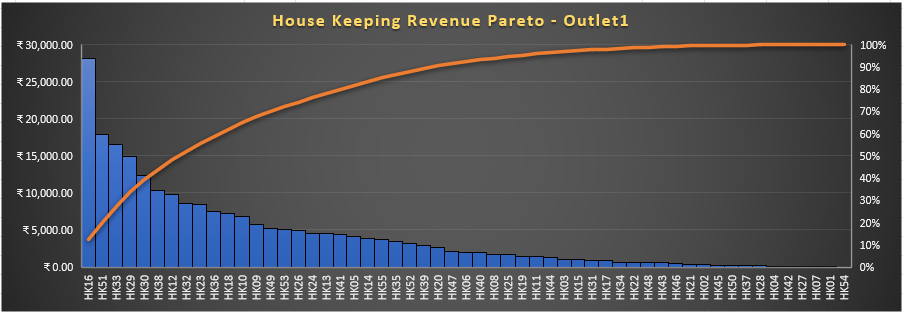 House Keeping Revenue Pareto - Outlet1
₹ 30,000.00
₹ 25,000.00
₹ 20,000.00
₹ 15,000.00
₹ 10,000.00
₹ 5,000.00
₹ 0.00
100%
90%
80%
70%
60%
50%
40%
30%
20%
10%
0%
HK16
HK51
HK33
HK29
HK30
HK38
HK12
HK32
HK23
HK36
HK18
HK10
HK09
HK49
HK26
HK24
HK13
HK41
HK05
HK14
HK35
HK52
HK39
HK20
HK47
HK06
HK40
HK08
HK25
HK19
HK11
HK44
HK03
HK31
HK17
HK34
HK22
HK48
HK43
HK46
HK21
HK02
HK50
HK37
HK28
HK04
HK42
HK27
HK07
HK01
HK54